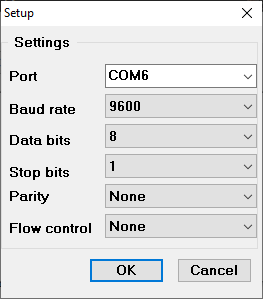 Setup
Settings
Port COM6
Baud rate 9600
Data bits 8
Stop bits 1
Parity None
Flow control None
OK Cancel